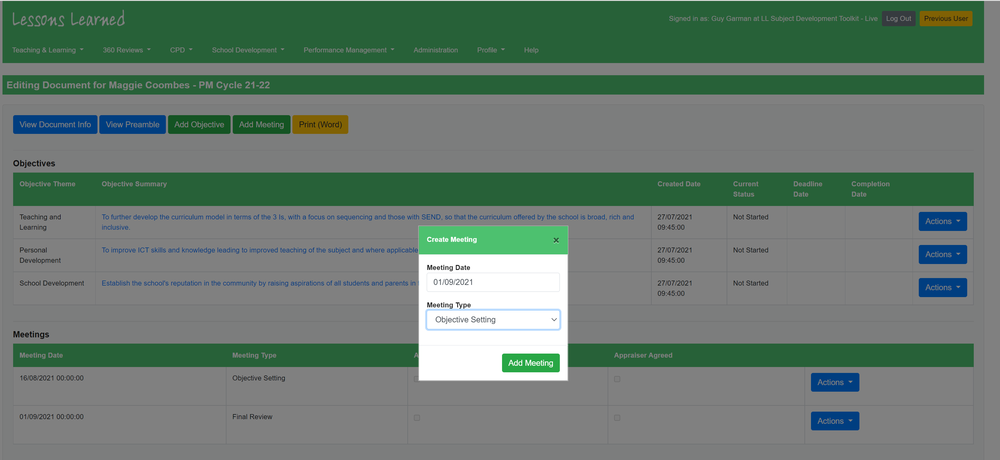 Lessons Learned
Signed in as: Guy Garman at LL Subject Development Toolkit - Live Log Out Previous User
Teaching & Learning 360 Reviews CPD School Development Performance Management Administration Profile Help
Editing Document for Maggie Coombes - PM Cycle 21-22
View Document Info View Preamble Add Objective Add Meeting Print (Word)
Objectives
Objective Theme Objective Summary Created Date Current Status Deadline Date Completion Date
Teaching and Learning
To further develop the curriculum model in terms of the 3 Is, with a focus on sequencing and those with SEND, so that the curriculum offered by the school is broad, rich and
inclusive.
27/07/2021
09:45:00
Not Started
Actions
Personal
Development
To improve ICT skills and knowledge leading to improved teaching of the subject and where applicable
27/07/2021
09:45:00
Not Started
Actions
School Development
Establish the school's reputation in the community by raising aspirations of all students and parents in
27/07/2021
09:45:00
Not Started
Actions
Create Meeting
Meeting Date
01/09/2021
Meeting Type
Objective Setting
Add Meeting
Meetings
Meeting Date Meeting Type Appraiser Agreed
16/08/2021 00:00:00 Objective Setting Actions
01/09/2021 00:00:00 Final Review Actions